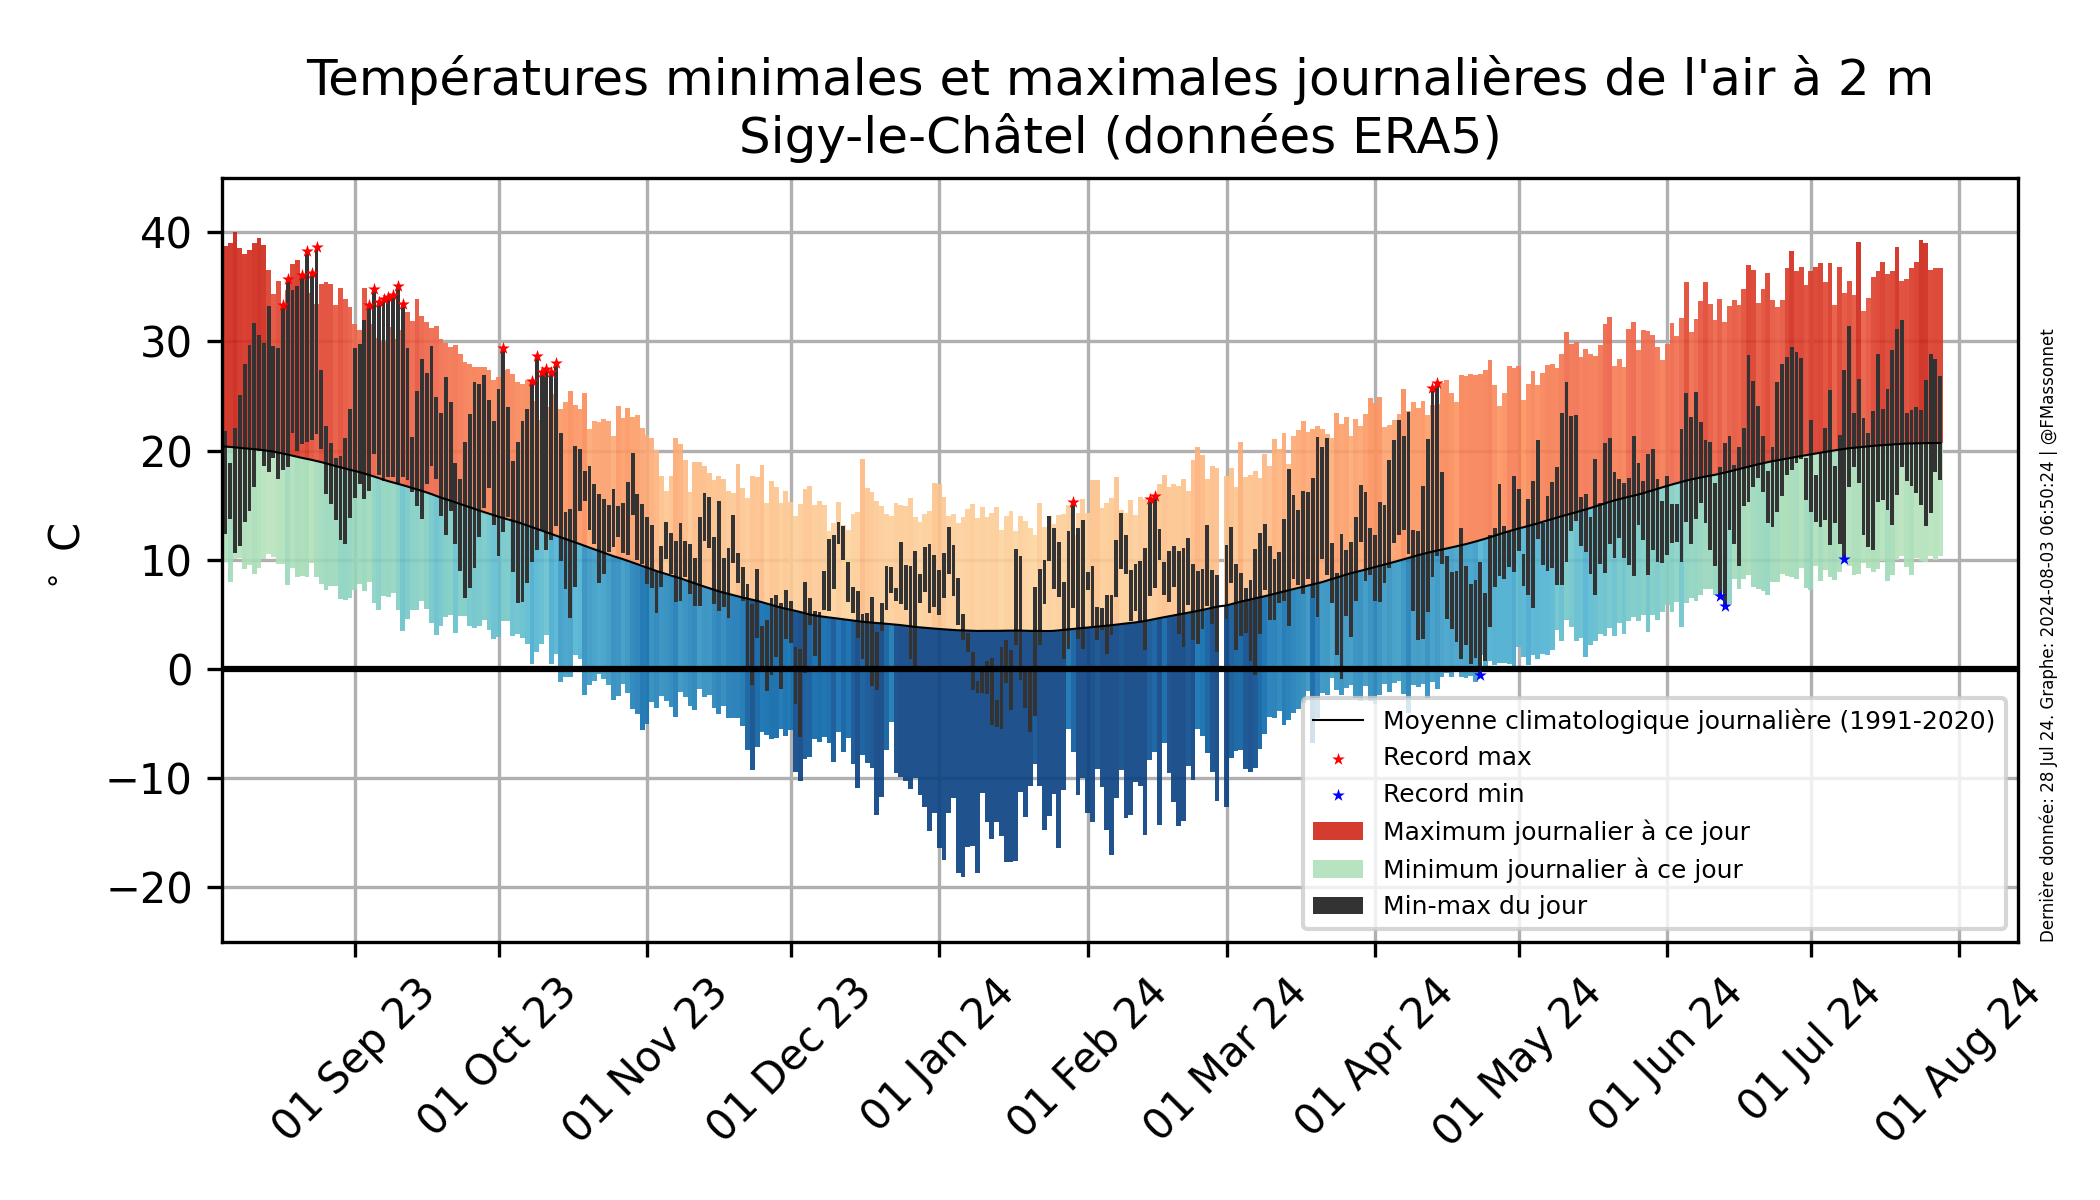 Températures minimales et maximales journalières de l'air à 2 m
Sigy-le-Châtel (données ERA5)
° C
40
30
20
10
0
−10
−20
01 Sep 23
01 Oct 23
01 Nov 23
01 Dec 23
01 Jan 24
01 Feb 24
01 Mar 24
01 Apr 24
01 May 24
01 Jun 24
01 Jul 24
01 Aug 24
Moyenne climatologique journalière (1991-2020)
Record max
Record min
Maximum journalier à ce jour
Minimum journalier à ce jour
Min-max du jour
Dernière donnée: 28 Jul 24. Graphe: 2024-08-03 06:50:24 | @FMassonnet